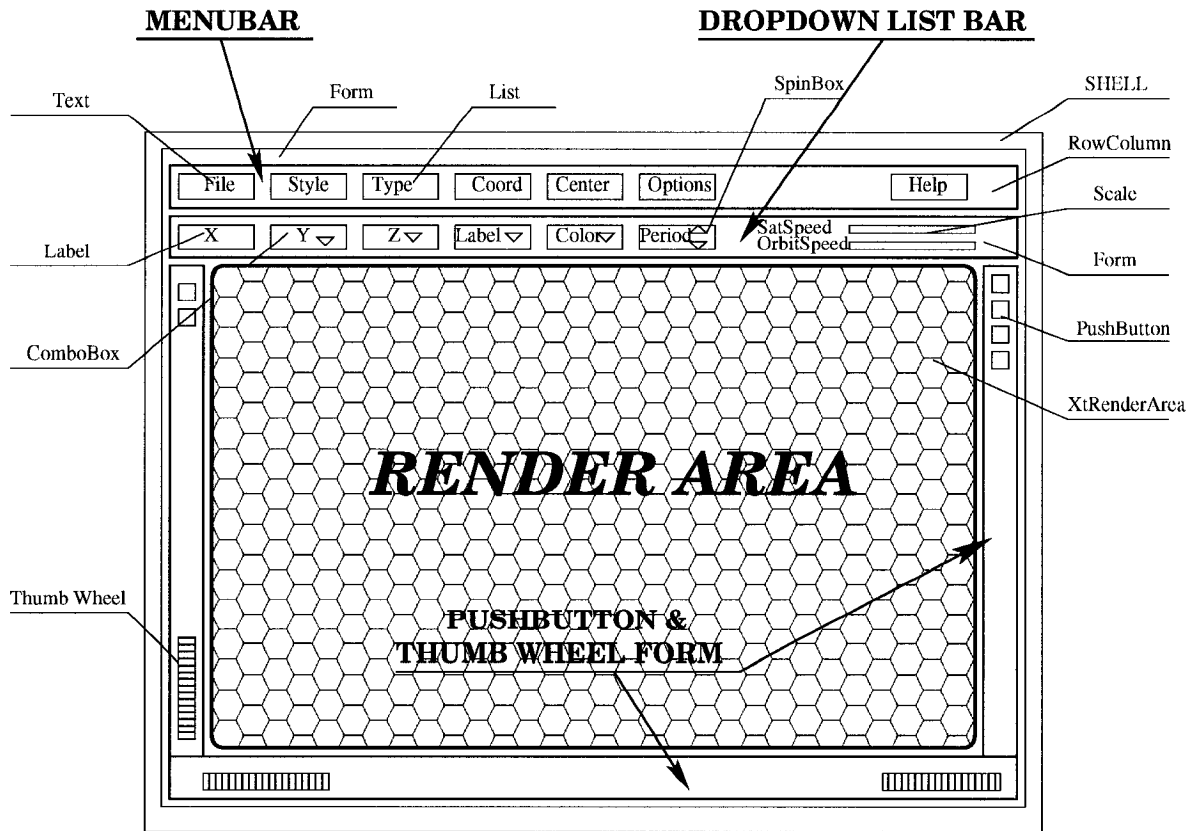 MENUBAR
DROPDOWN LIST BAR
Text
Form
List
SpinBox
SHELL
RowColumn
File
Style
Type
Coord
Center
Options
Help
Scale
X
Y
Z
Label
Color
Period
SatSpeed
OrbitSpeed
Label
Form
PushButton
ComboBox
XtRenderArea
RENDER AREA
Thumb Wheel
PUSHBUTTON &
THUMB WHEEL FORM